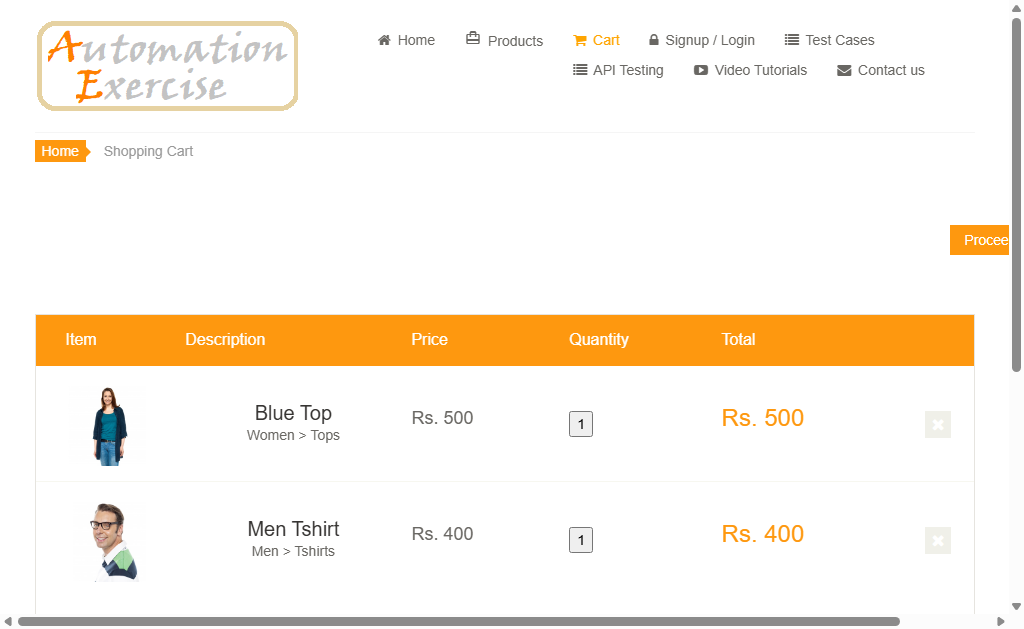 Automation
Exercise
Home Products Cart Signup / Login Test Cases
API Testing Video Tutorials Contact us
Home Shopping Cart
Procee
Item Description Price Quantity Total
Blue Top
Women > Tops
Rs. 500 1 Rs. 500
Men Tshirt
Men > Tshirts
Rs. 400 1 Rs. 400